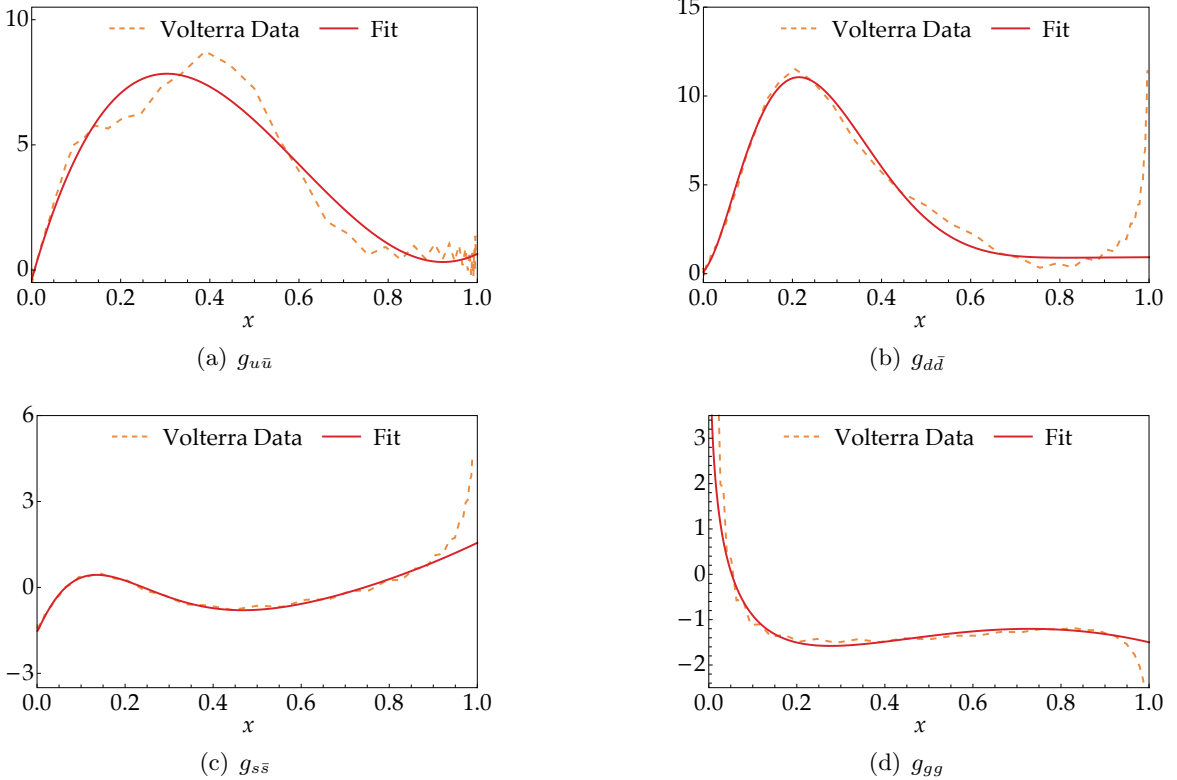 10
5
0
0.0 0.2 0.4 0.6 0.8 1.0
x
Volterra Data Fit
(a) $g_{u\bar{u}}$
15
10
5
0
0.0 0.2 0.4 0.6 0.8 1.0
x
Volterra Data Fit
(b) $g_{d\bar{d}}$
6
3
0
−3
0.0 0.2 0.4 0.6 0.8 1.0
x
Volterra Data Fit
(c) $g_{s\bar{s}}$
3
2
1
0
−1
−2
0.0 0.2 0.4 0.6 0.8 1.0
x
Volterra Data Fit
(d) $g_{gg}$